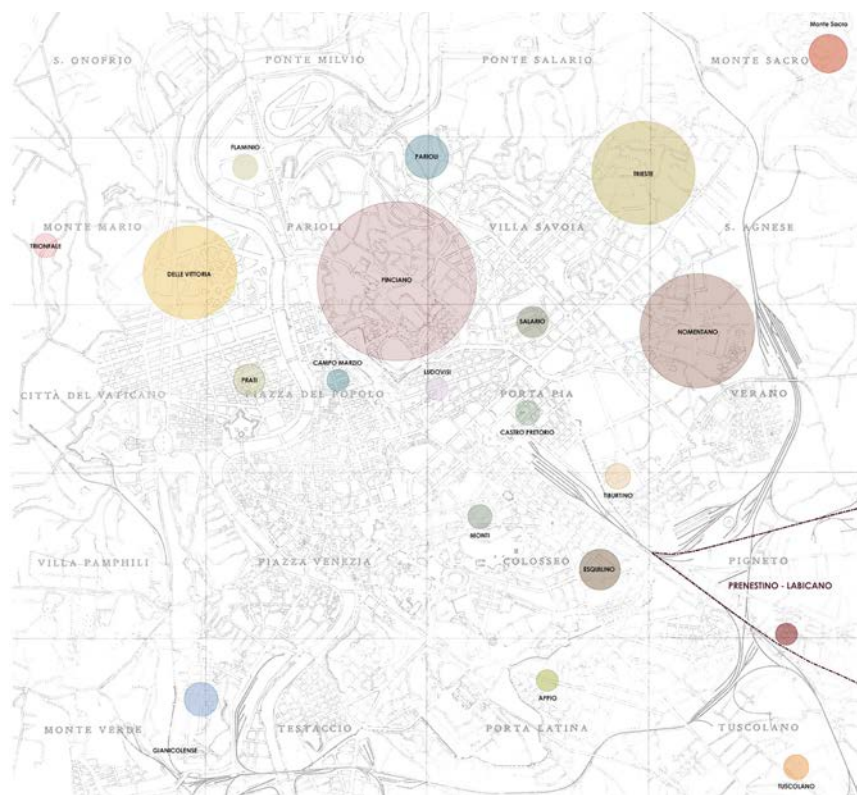 Monte Sacro
S. ONOFRIO
PONTE MILVIO
PONTE SALARIO
MONTE SACRO
FLAMINIO
PARIOLI
TRIESTE
MONTE MARIO
PARIOLI
VILLA SAVOIA
S. AGNESE
TRIONFALE
DELLE VITTORIA
PINCIANO
SALARIO
NOMENTANO
CAMPO MARZIO
LUDOVISI
PRATI
CITTÀ DEL VATICANO
PIAZZA DEL POPOLO
PORTA PIA
VERANO
CASTRO PRETORIO
TIBURTINO
MONTI
VILLA PAMPHILI
PIAZZA VENEZIA
COLOSSEO
PIGNETO
ESQUILINO
PRENESTINO - LABICANO
APPIO
MONTE VERDE
TESTACCIO
PORTA LATINA
TUSCOLANO
GIANICOLENSE
TUSCOLANO